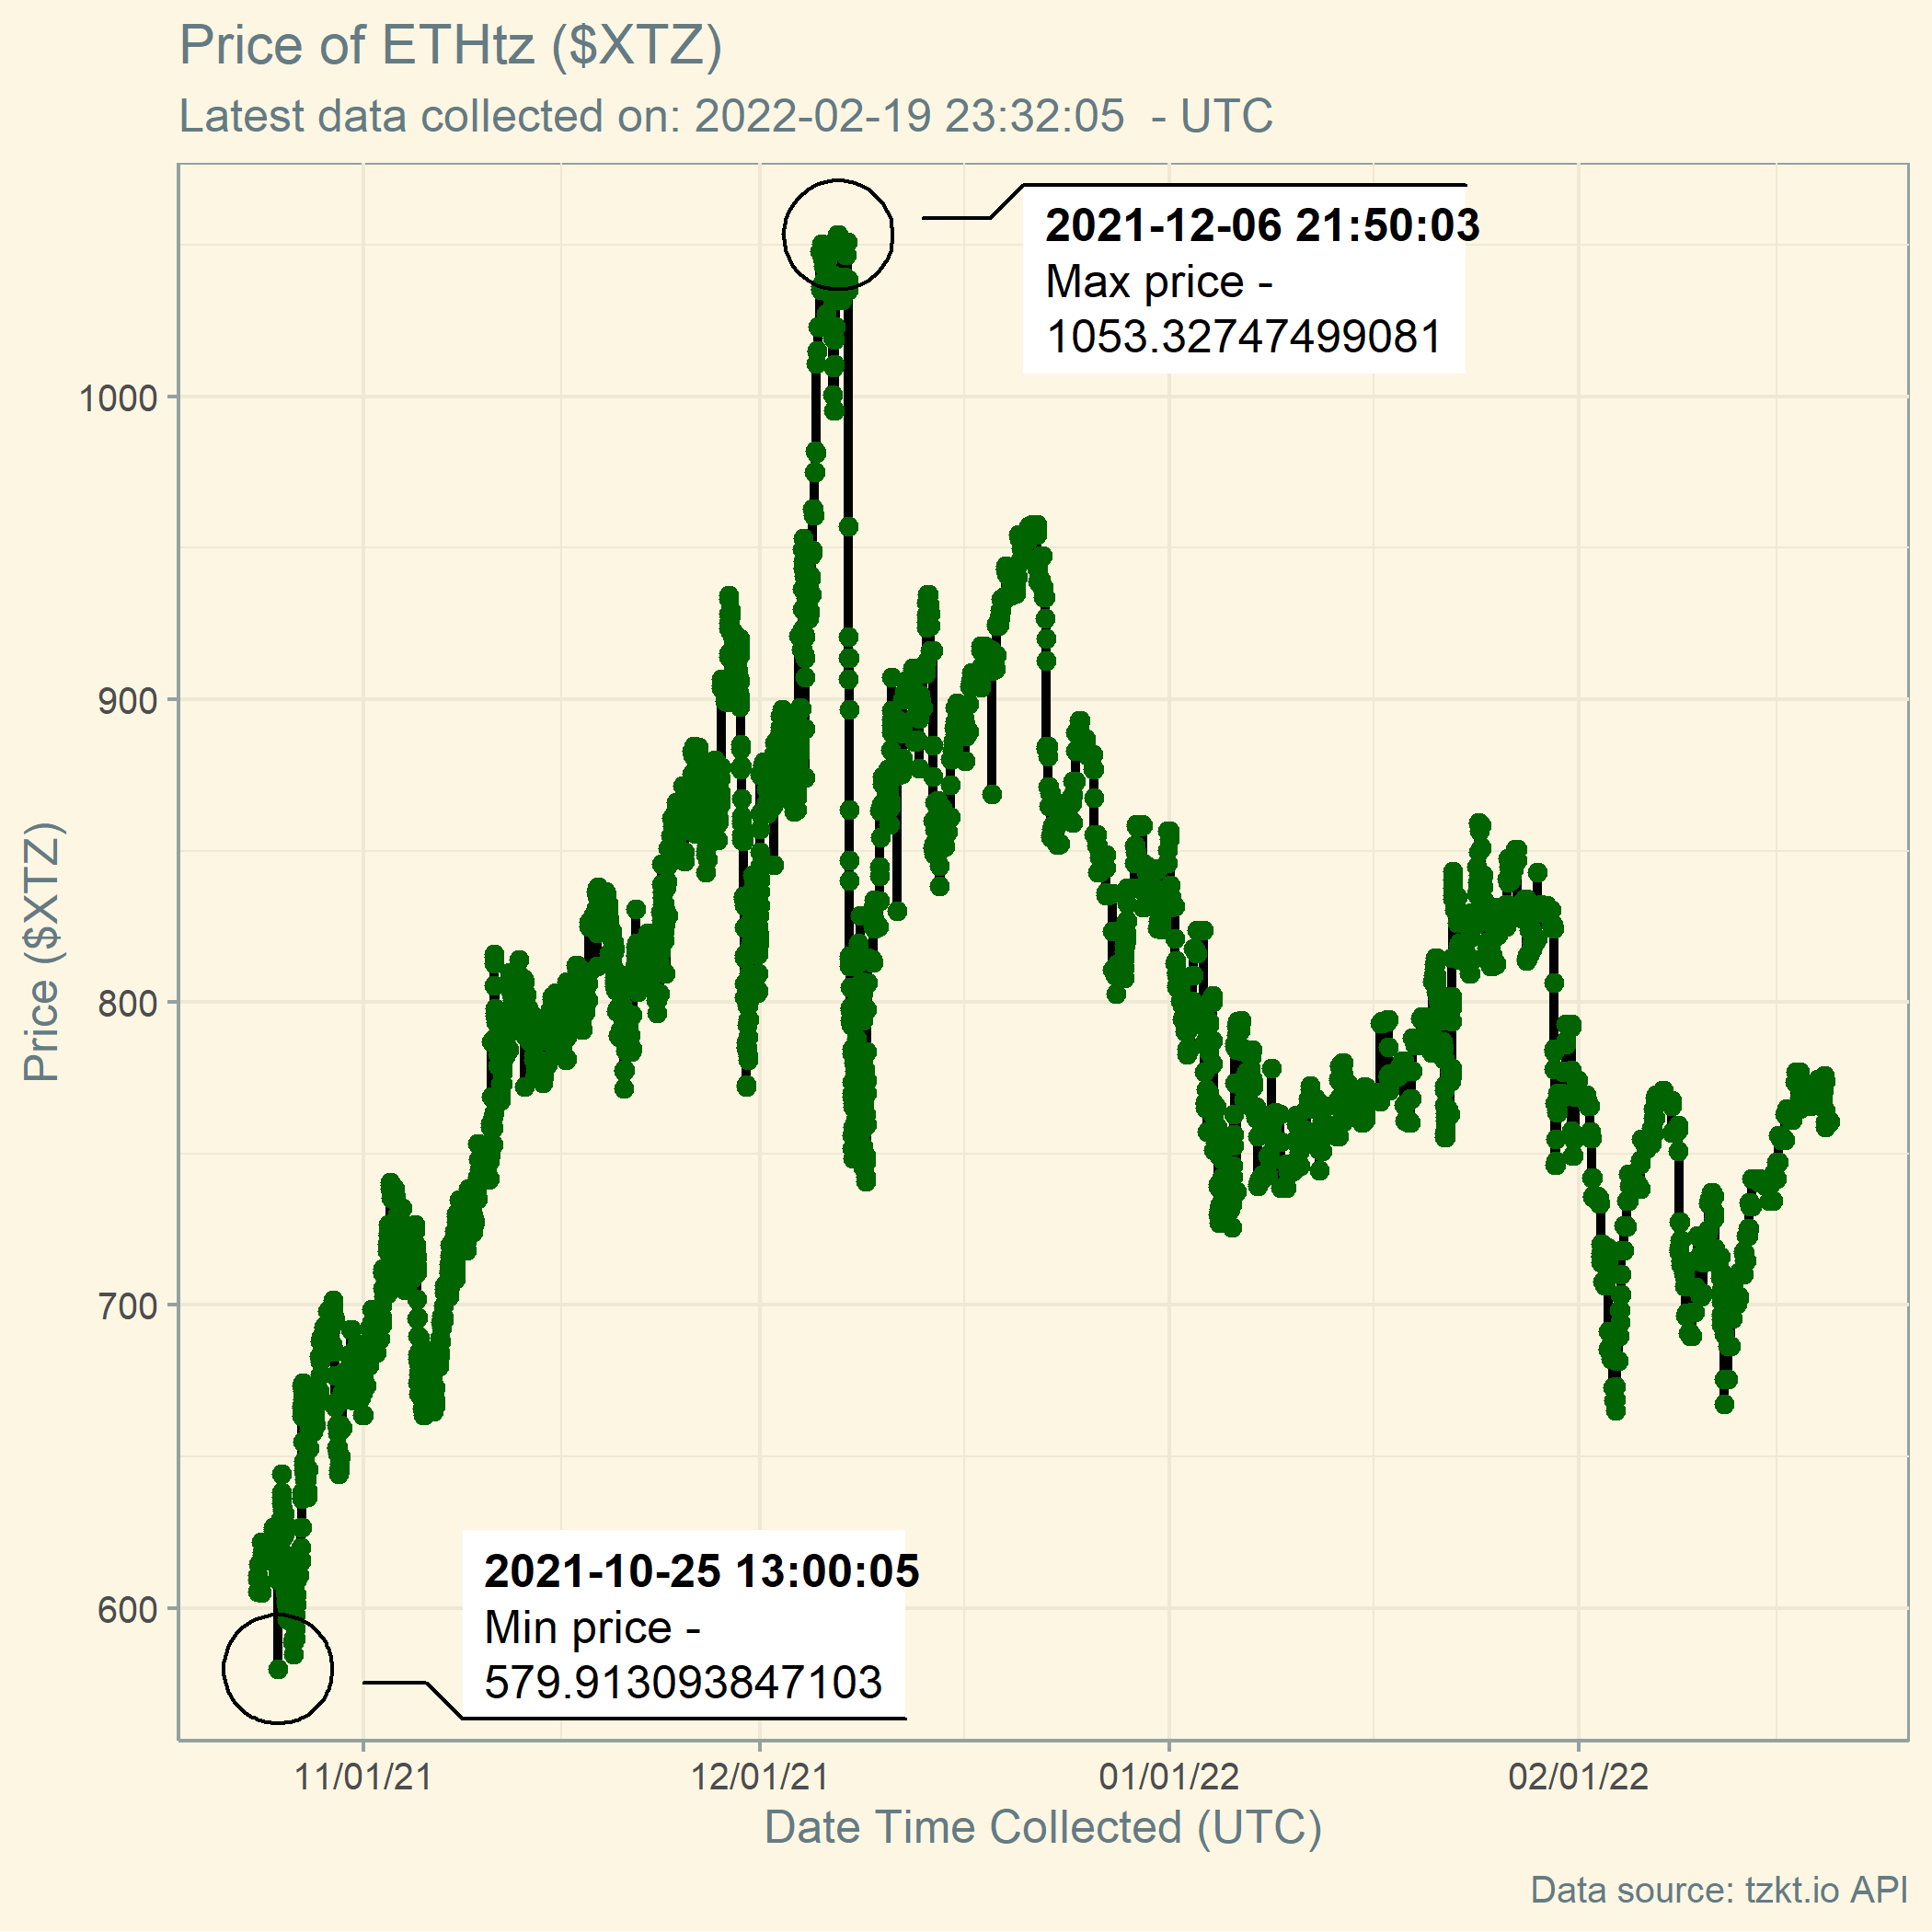 Price of ETHtz ($XTZ)
Latest data collected on: 2022-02-19 23:32:05  - UTC
2021-12-06 21:50:03
Max price -
1053.32747499081
1000
900
800
700
600
Price ($XTZ)
2021-10-25 13:00:05
Min price -
579.913093847103
11/01/21
12/01/21
01/01/22
02/01/22
Date Time Collected (UTC)
Data source: tzkt.io API